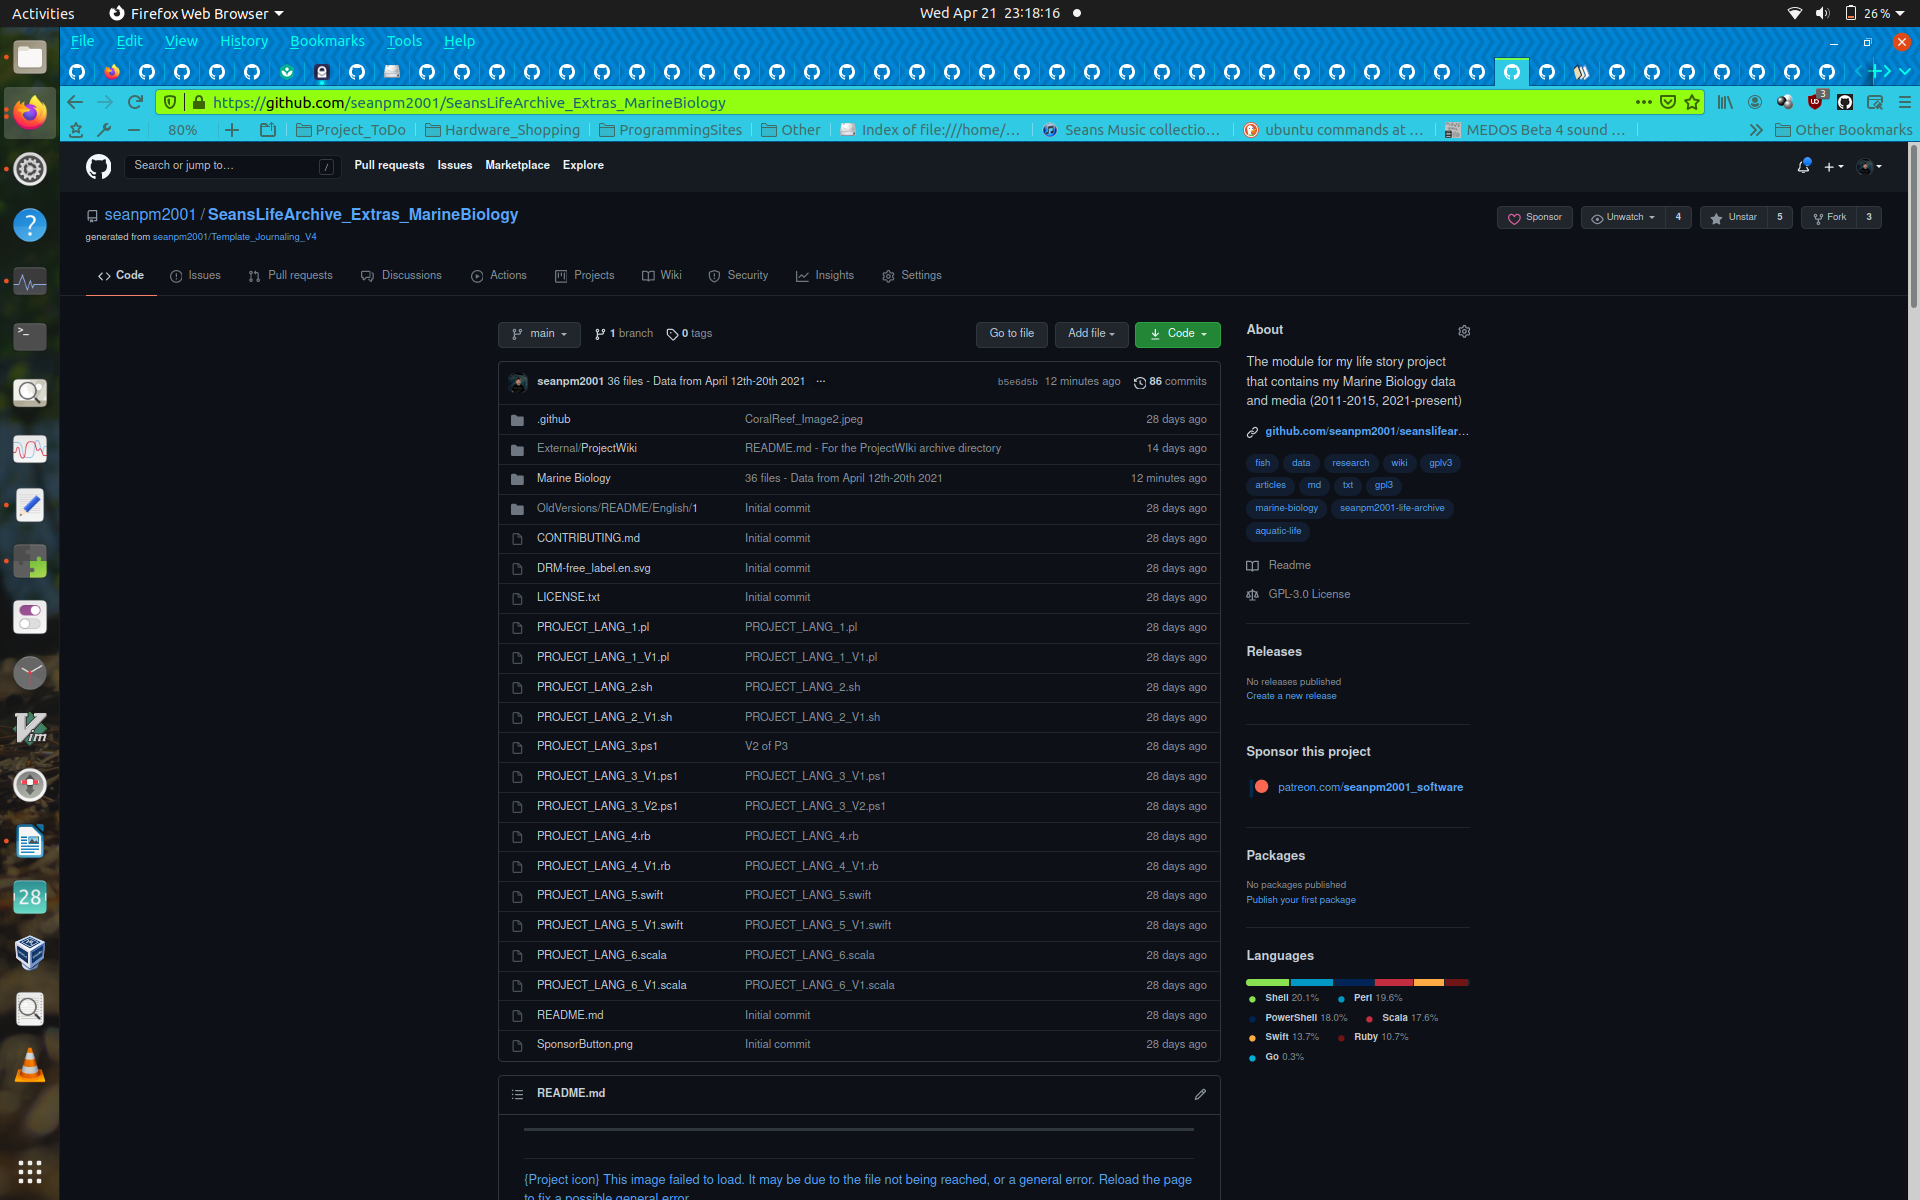 Activities Firefox Web Browser Wed Apr 21 23:18:16 26%
File Edit View History Bookmarks Tools Help
https://github.com/seanpm2001/SeansLifeArchive_Extras_MarineBiology 3
80% Project_ToDo Hardware_Shopping ProgrammingSites Other Index of file:///home/... Seans Music collectio... ubuntu commands at ... MEDOS Beta 4 sound ... Other Bookmarks
Search or jump to... / Pull requests Issues Marketplace Explore
seanpm2001 / SeansLifeArchive_Extras_MarineBiology Sponsor Unwatch 4 Unstar 5 Fork 3
generated from seanpm2001/Template_Journaling_V4
Code Issues Pull requests Discussions Actions Projects Wiki Security Insights Settings
main 1 branch 0 tags Go to file Add file Code
seanpm2001 36 files - Data from April 12th-20th 2021 ... b5e6d5b 12 minutes ago 86 commits
.github CoralReef_Image2.jpeg 28 days ago
External/ProjectWiki README.md - For the ProjectWIki archive directory 14 days ago
Marine Biology 36 files - Data from April 12th-20th 2021 12 minutes ago
OldVersions/README/English/1 Initial commit 28 days ago
CONTRIBUTING.md Initial commit 28 days ago
DRM-free_label.en.svg Initial commit 28 days ago
LICENSE.txt Initial commit 28 days ago
PROJECT_LANG_1.pl PROJECT_LANG_1.pl 28 days ago
PROJECT_LANG_1_V1.pl PROJECT_LANG_1_V1.pl 28 days ago
PROJECT_LANG_2.sh PROJECT_LANG_2.sh 28 days ago
PROJECT_LANG_2_V1.sh PROJECT_LANG_2_V1.sh 28 days ago
PROJECT_LANG_3.ps1 V2 of P3 28 days ago
PROJECT_LANG_3_V1.ps1 PROJECT_LANG_3_V1.ps1 28 days ago
PROJECT_LANG_3_V2.ps1 PROJECT_LANG_3_V2.ps1 28 days ago
PROJECT_LANG_4.rb PROJECT_LANG_4.rb 28 days ago
PROJECT_LANG_4_V1.rb PROJECT_LANG_4_V1.rb 28 days ago
PROJECT_LANG_5.swift PROJECT_LANG_5.swift 28 days ago
PROJECT_LANG_5_V1.swift PROJECT_LANG_5_V1.swift 28 days ago
PROJECT_LANG_6.scala PROJECT_LANG_6.scala 28 days ago
PROJECT_LANG_6_V1.scala PROJECT_LANG_6_V1.scala 28 days ago
README.md Initial commit 28 days ago
SponsorButton.png Initial commit 28 days ago
README.md
{Project icon} This image failed to load. It may be due to the file not being reached, or a general error. Reload the page
to fix a possible general error.
About
The module for my life story project
that contains my Marine Biology data
and media (2011-2015, 2021-present)
github.com/seanpm2001/seanslifear...
fish data research wiki gplv3
articles md txt gpl3
marine-biology seanpm2001-life-archive
aquatic-life
Readme
GPL-3.0 License
Releases
No releases published
Create a new release
Sponsor this project
patreon.com/seanpm2001_software
Packages
No packages published
Publish your first package
Languages
Shell 20.1% Perl 19.6%
PowerShell 18.0% Scala 17.6%
Swift 13.7% Ruby 10.7%
Go 0.3%
28